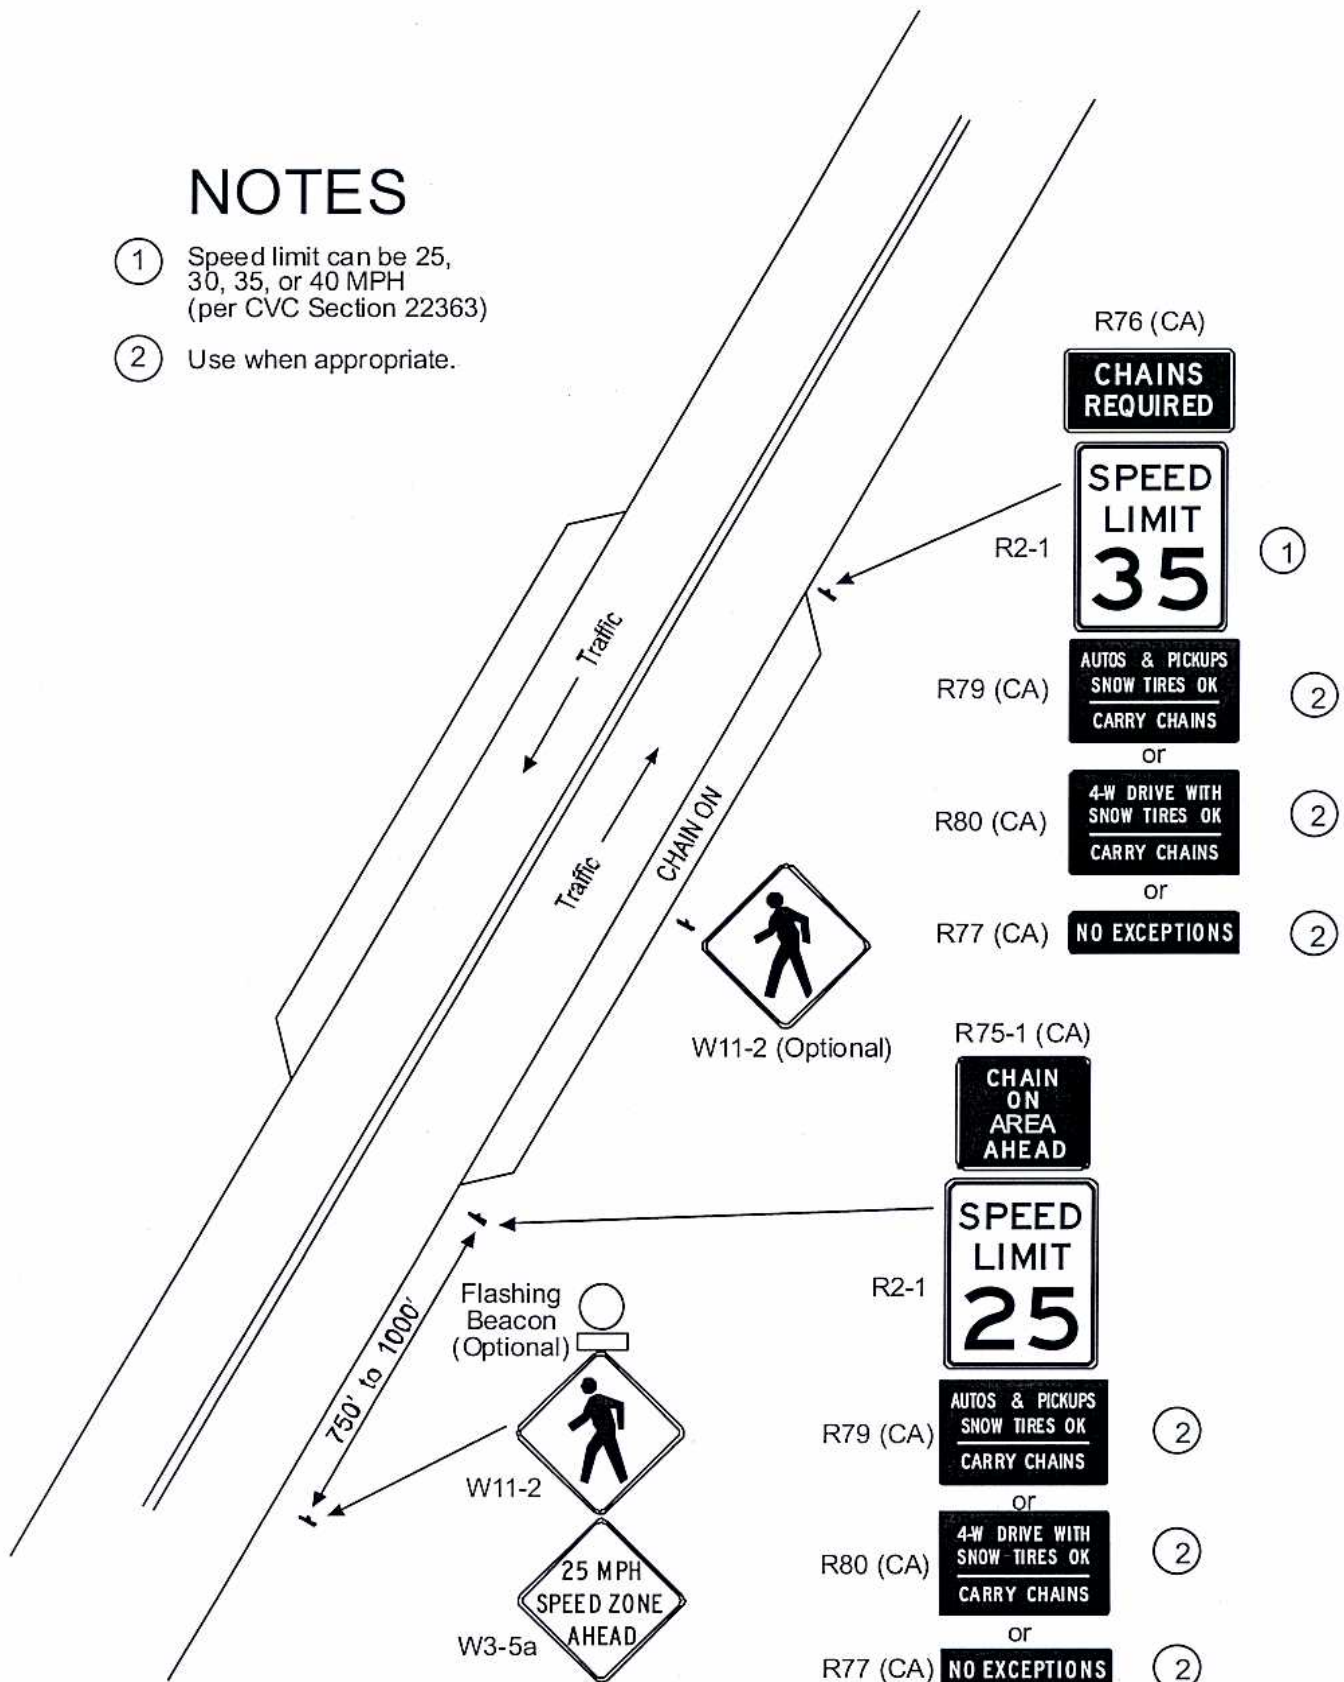 NOTES
1 Speed limit can be 25,
30, 35, or 40 MPH
(per CVC Section 22363)
2 Use when appropriate.
R76 (CA)
CHAINS
REQUIRED
SPEED
LIMIT
35
R2-1
1
R79 (CA)
AUTOS & PICKUPS
SNOW TIRES OK
CARRY CHAINS
2
or
R80 (CA)
4-W DRIVE WITH
SNOW TIRES OK
CARRY CHAINS
2
or
R77 (CA)
NO EXCEPTIONS
2
Traffic
Traffic
CHAIN ON
W11-2 (Optional)
R75-1 (CA)
CHAIN
ON
AREA
AHEAD
SPEED
LIMIT
25
R2-1
R79 (CA)
AUTOS & PICKUPS
SNOW TIRES OK
CARRY CHAINS
2
or
R80 (CA)
4-W DRIVE WITH
SNOW TIRES OK
CARRY CHAINS
2
or
R77 (CA)
NO EXCEPTIONS
2
750' to 1000'
Flashing
Beacon
(Optional)
W11-2
25 MPH
SPEED ZONE
AHEAD
W3-5a